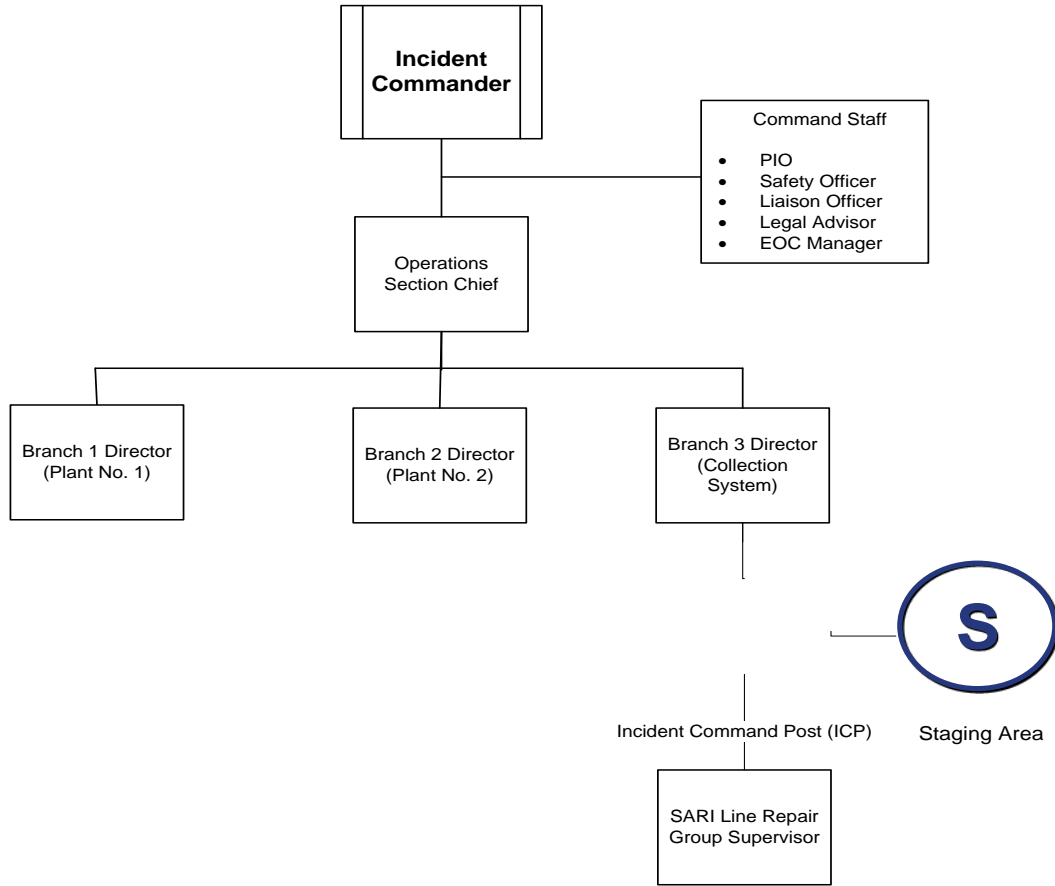 Incident
Commander
Command Staff
• PIO
• Safety Officer
• Liaison Officer
• Legal Advisor
• EOC Manager
Operations
Section Chief
Branch 1 Director
(Plant No. 1)
Branch 2 Director
(Plant No. 2)
Branch 3 Director
(Collection
System)
S
Incident Command Post (ICP)
Staging Area
SARI Line Repair
Group Supervisor